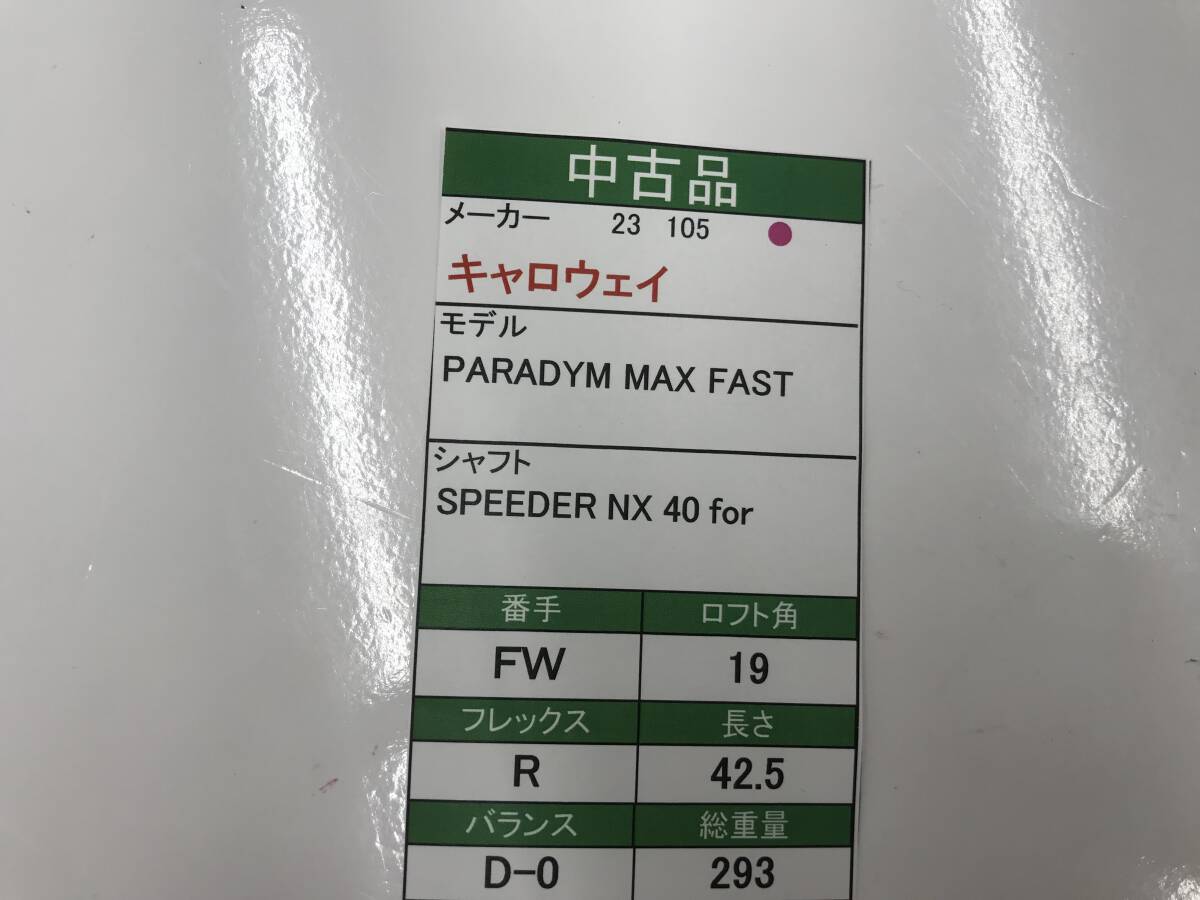 中古品
メーカー 23 105
キャロウェイ
モデル
PARADYM MAX FAST
シャフト
SPEEDER NX 40 for
番手 ロフト角
FW 19
フレックス 長さ
R 42.5
バランス 総重量
D-0 293